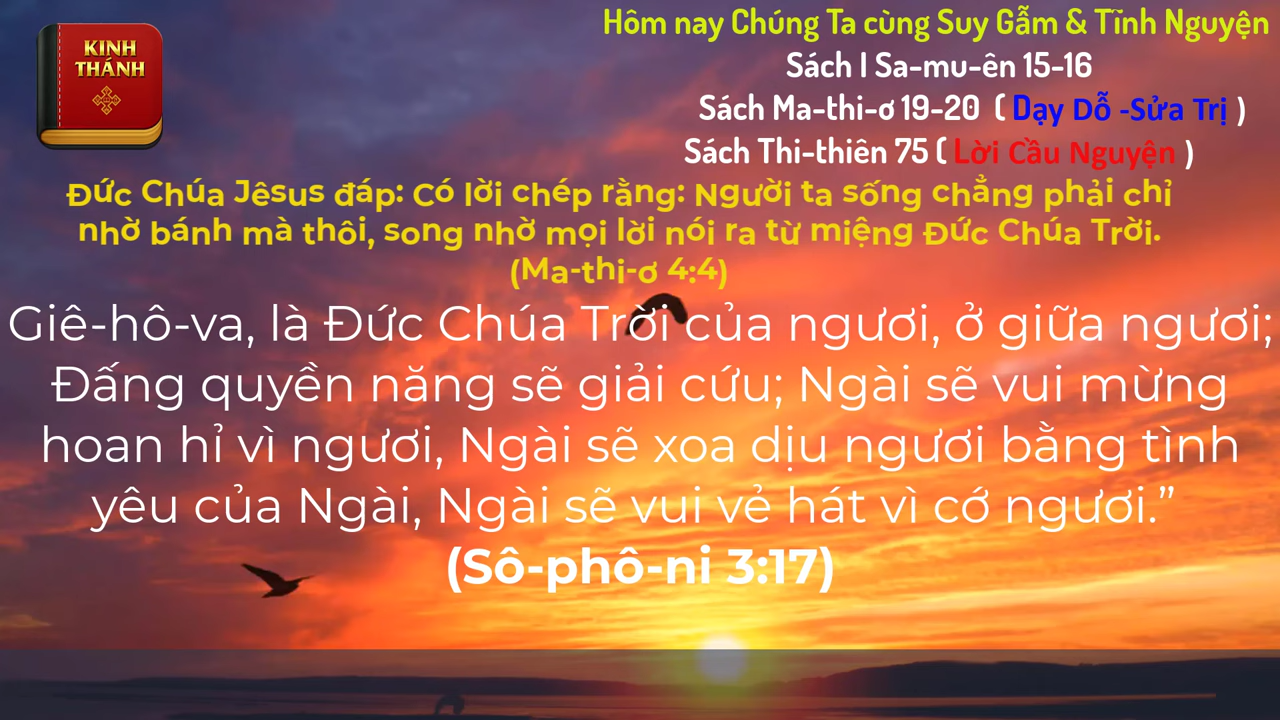 KINH
THÁNH
Hôm nay Chúng Ta cùng Suy Gẫm & Tĩnh Nguyện
Sách I Sa-mu-ên 15-16
Sách Ma-thi-ơ 19-20 ( Dạy Dỗ -Sửa Trị )
Sách Thi-thiên 75 ( Lời Cầu Nguyện )
Đức Chúa Jêsus đáp: Có lời chép rằng: Người ta sống chẳng phải chỉ
nhờ bánh mà thôi, song nhờ mọi lời nói ra từ miệng Đức Chúa Trời.
(Ma-thi-ơ 4:4)
Giê-hô-va, là Đức Chúa Trời của ngươi, ở giữa ngươi;
Đấng quyền năng sẽ giải cứu; Ngài sẽ vui mừng
hoan hỉ vì ngươi, Ngài sẽ xoa dịu ngươi bằng tình
yêu của Ngài, Ngài sẽ vui vẻ hát vì cớ ngươi.”
(Sô-phô-ni 3:17)